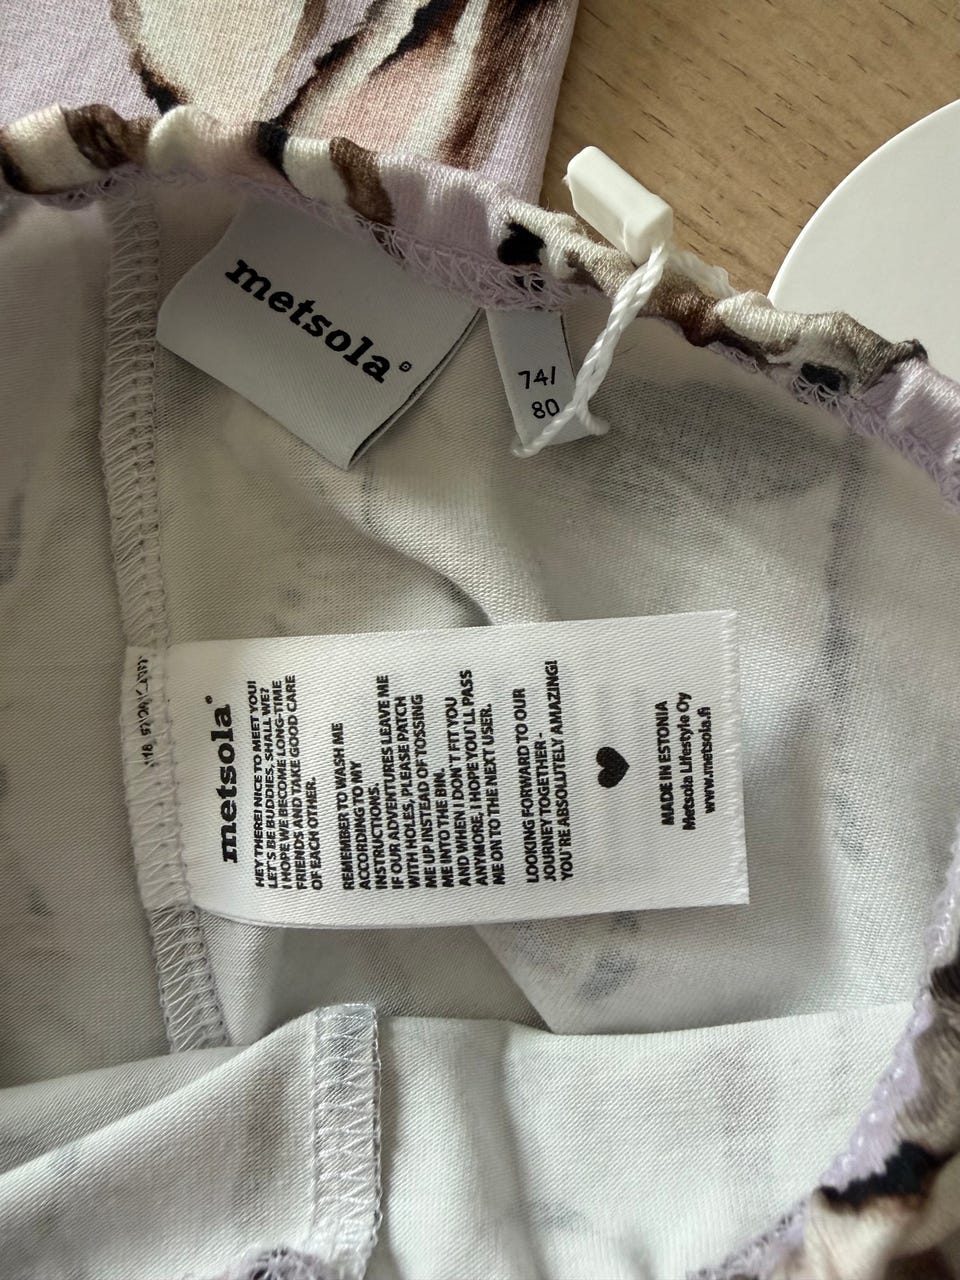 metsola
74/
80
metsola
HEY THERE! NICE TO MEET YOU!
LET'S BE BUDDIES, SHALL WE?
I HOPE WE BECOME LONG-TIME
FRIENDS AND TAKE GOOD CARE
OF EACH OTHER.
REMEMBER TO WASH ME
ACCORDING TO MY
INSTRUCTIONS.
IF OUR ADVENTURES LEAVE ME
WITH HOLES, PLEASE PATCH
ME UP INSTEAD OF TOSSING
ME INTO THE BIN.
AND WHEN I DON'T FIT YOU
ANYMORE, I HOPE YOU'LL PASS
ME ON TO THE NEXT USER.
LOOKING FORWARD TO OUR
JOURNEY TOGETHER -
YOU'RE ABSOLUTELY AMAZING!
MADE IN ESTONIA
Metsola Lifestyle Oy
www.metsola.fi